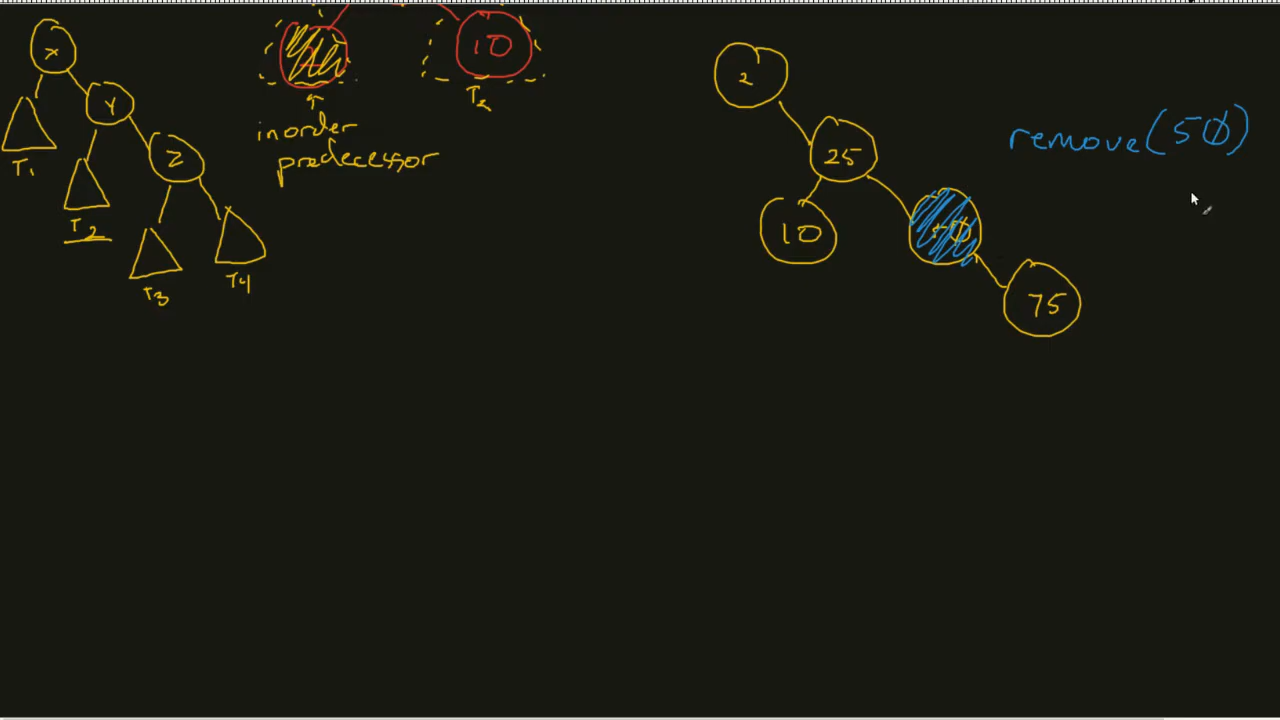 x
Y
Z
T1
T2
T3
T4
10
T2
inorder
predecessor
2
25
10
75
remove(50)